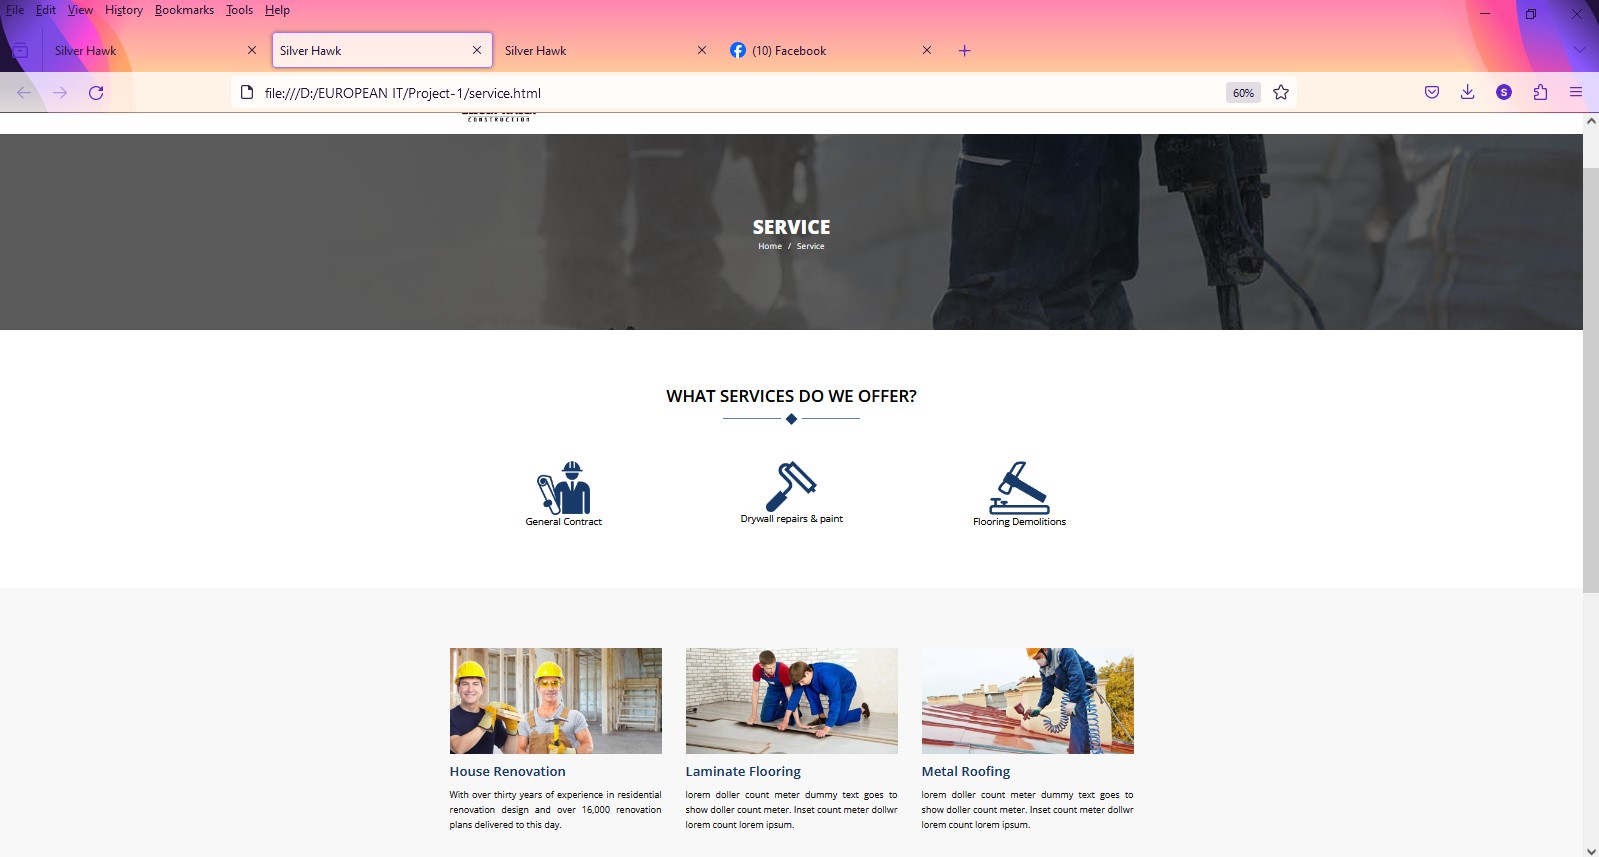 File Edit View History Bookmarks Tools Help
Silver Hawk
Silver Hawk
Silver Hawk
(10) Facebook
file:///D:/EUROPEAN IT/Project-1/service.html
60%
S
CONSTRUCTION
SERVICE
Home / Service
WHAT SERVICES DO WE OFFER?
General Contract
Drywall repairs & paint
Flooring Demolitions
House Renovation
With over thirty years of experience in residential
renovation design and over 16,000 renovation
plans delivered to this day.
Laminate Flooring
lorem doller count meter dummy text goes to
show doller count meter. Inset count meter dollwr
lorem count lorem ipsum.
Metal Roofing
lorem doller count meter dummy text goes to
show doller count meter. Inset count meter dollwr
lorem count lorem ipsum.